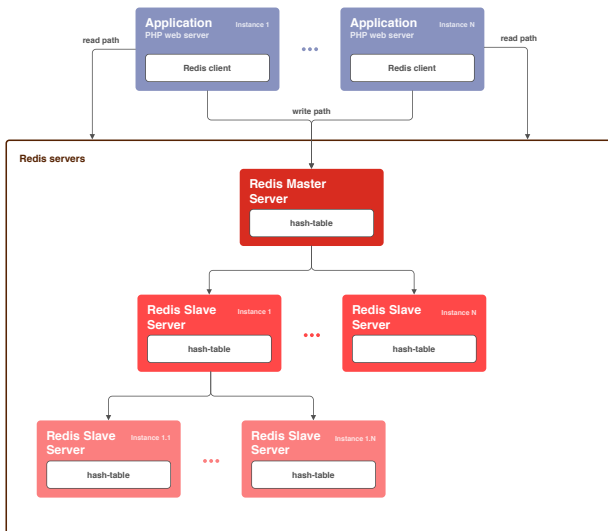 Application
Instance 1
PHP web server
Redis client
Application
Instance N
PHP web server
Redis client
read path
read path
write path
Redis servers
Redis Master
Server
hash-table
Redis Slave
Instance 1
Server
hash-table
Redis Slave
Instance N
Server
hash-table
Redis Slave
Instance 1.1
Server
hash-table
Redis Slave
Instance 1.N
Server
hash-table